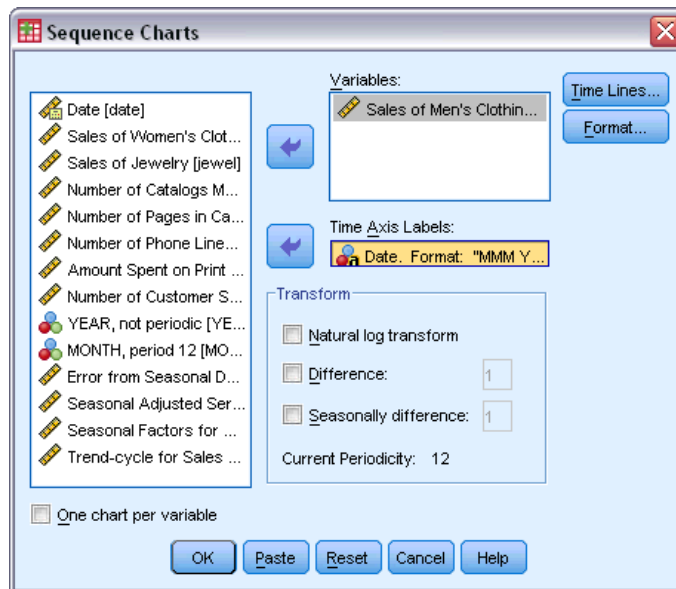 Sequence Charts
Date [date]
Sales of Women's Clot...
Sales of Jewelry [jewel]
Number of Catalogs M...
Number of Pages in Ca...
Number of Phone Line...
Amount Spent on Print ...
Number of Customer S...
YEAR, not periodic [YE...
MONTH, period 12 [MO...
Error from Seasonal D...
Seasonal Adjusted Ser...
Seasonal Factors for ...
Trend-cycle for Sales ...
Variables:
Sales of Men's Clothin...
Time Axis Labels:
Date. Format: "MMM Y...
Transform
Natural log transform
Difference: 1
Seasonally difference: 1
Current Periodicity: 12
Time Lines...
Format...
One chart per variable
OK Paste Reset Cancel Help